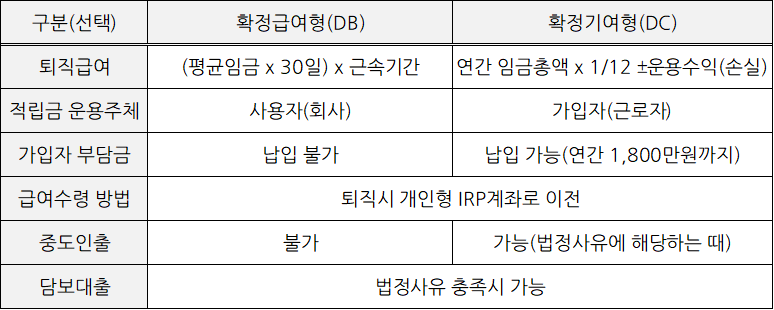 구분(선택) 확정급여형(DB) 확정기여형(DC)
퇴직급여 (평균임금 x 30일) x 근속기간 연간 임금총액 x 1/12 ±운용수익(손실)
적립금 운용주체 사용자(회사) 가입자(근로자)
가입자 부담금 납입 불가 납입 가능(연간 1,800만원까지)
급여수령 방법 퇴직시 개인형 IRP계좌로 이전
중도인출 불가 가능(법정사유에 해당하는 때)
담보대출 법정사유 충족시 가능